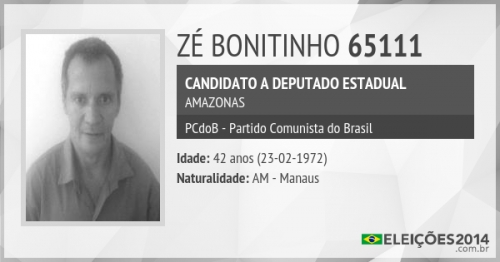 ZÉ BONITINHO 65111
CANDIDATO A DEPUTADO ESTADUAL
AMAZONAS
PCdoB - Partido Comunista do Brasil
Idade: 42 anos (23-02-1972)
Naturalidade: AM - Manaus
ELEIÇÕES2014
.com.br